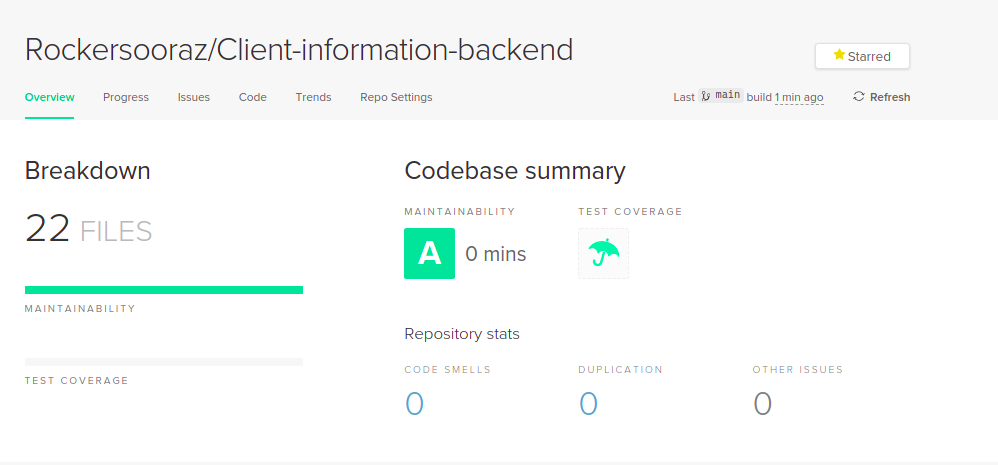 Rockersooraz/Client-information-backend
Starred
Overview Progress Issues Code Trends Repo Settings
Last main build 1 min ago Refresh
Breakdown
22 FILES
MAINTAINABILITY
TEST COVERAGE
Codebase summary
MAINTAINABILITY TEST COVERAGE
A 0 mins
Repository stats
CODE SMELLS DUPLICATION OTHER ISSUES
0 0 0